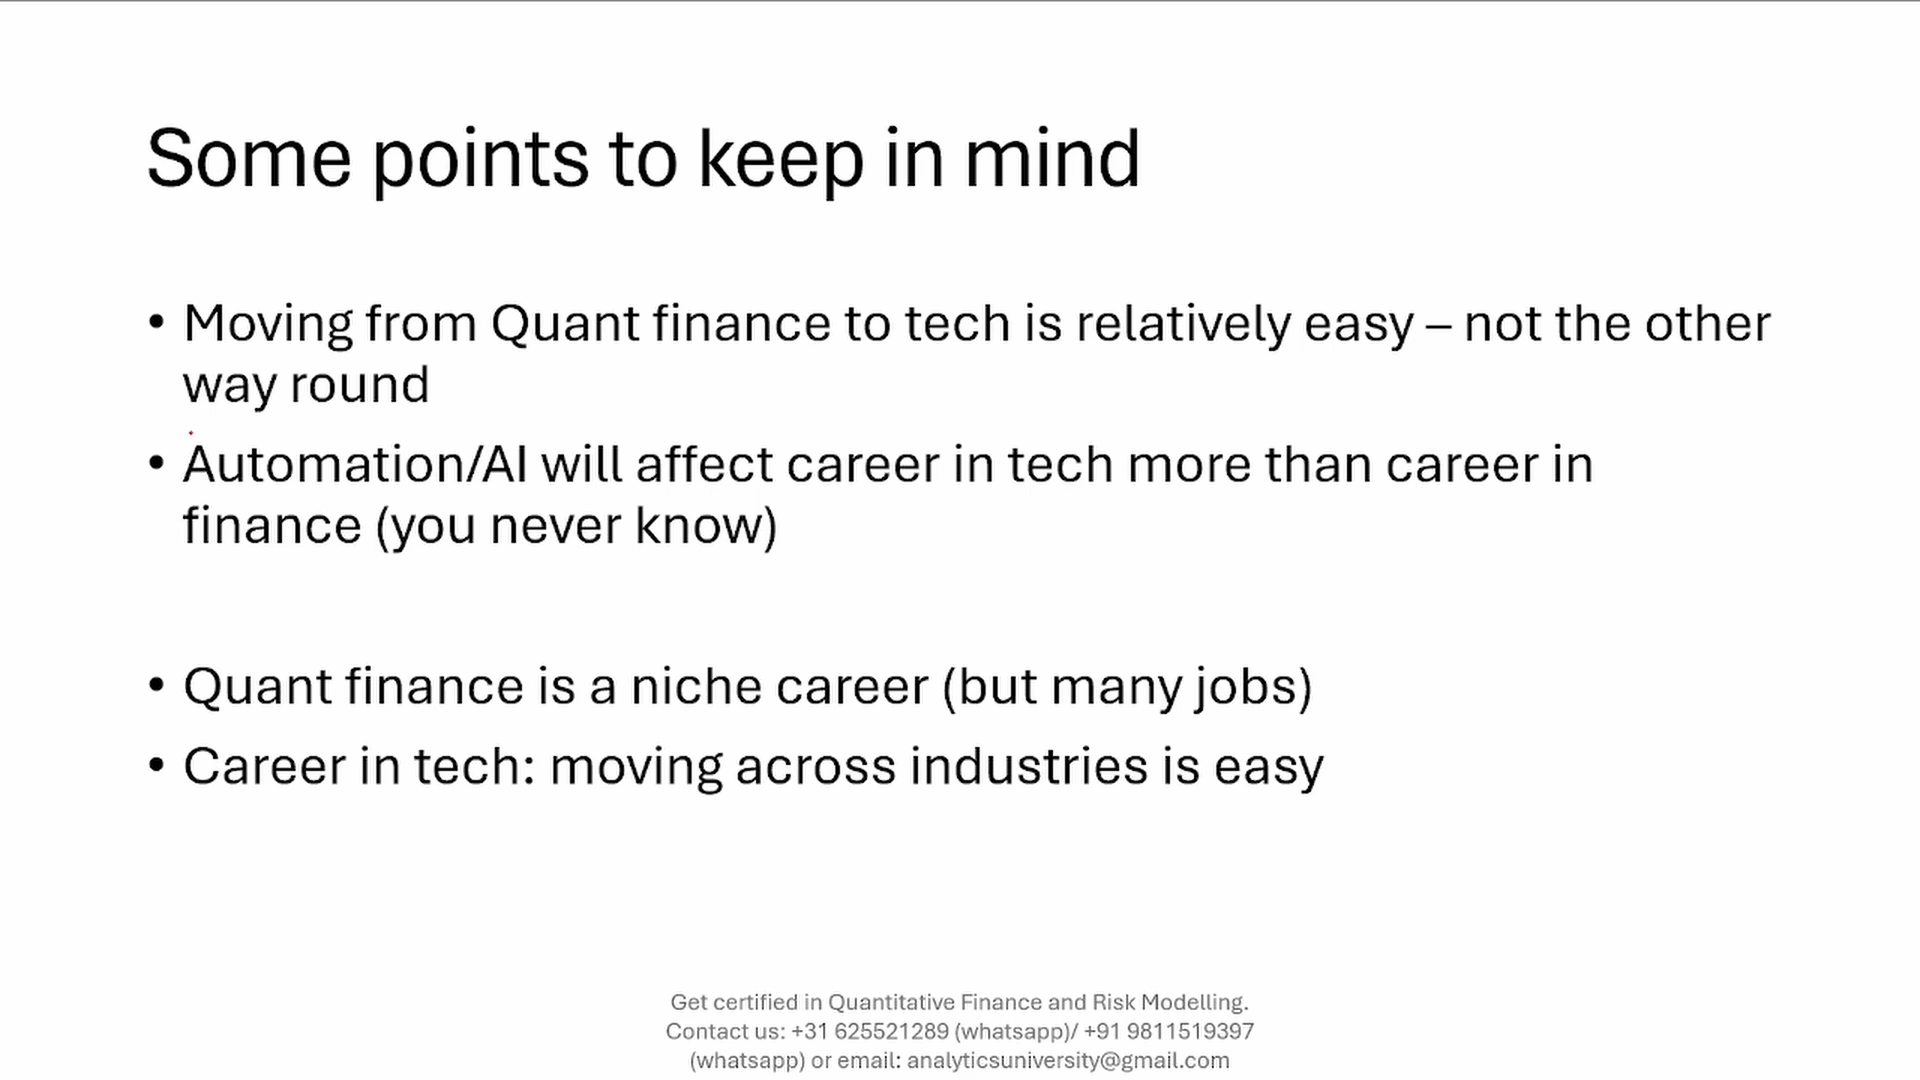 Some points to keep in mind
• Moving from Quant finance to tech is relatively easy – not the other
way round
• Automation/AI will affect career in tech more than career in
finance (you never know)
• Quant finance is a niche career (but many jobs)
• Career in tech: moving across industries is easy
Get certified in Quantitative Finance and Risk Modelling.
Contact us: +31 625521289 (whatsapp)/ +91 9811519397
(whatsapp) or email: analyticsuniversity@gmail.com